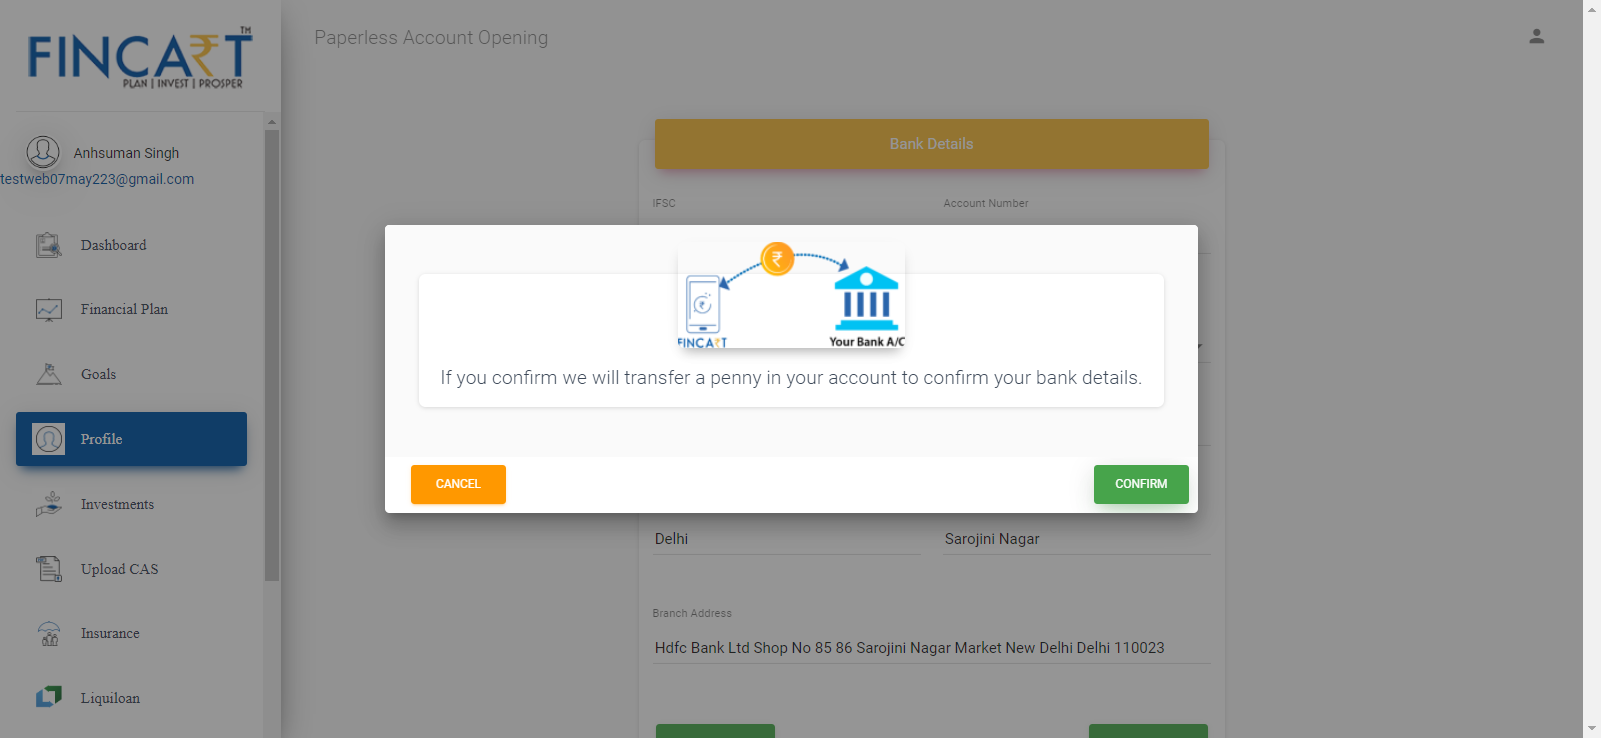 FINCART TM
PLAN | INVEST | PROSPER
Paperless Account Opening
Anhsuman Singh
testweb07may223@gmail.com
Dashboard
Financial Plan
Goals
Profile
Investments
Upload CAS
Insurance
Liquiloan
Bank Details
IFSC
Account Number
FINCART
Your Bank A/C
If you confirm we will transfer a penny in your account to confirm your bank details.
CANCEL
CONFIRM
Delhi
Sarojini Nagar
Branch Address
Hdfc Bank Ltd Shop No 85 86 Sarojini Nagar Market New Delhi Delhi 110023